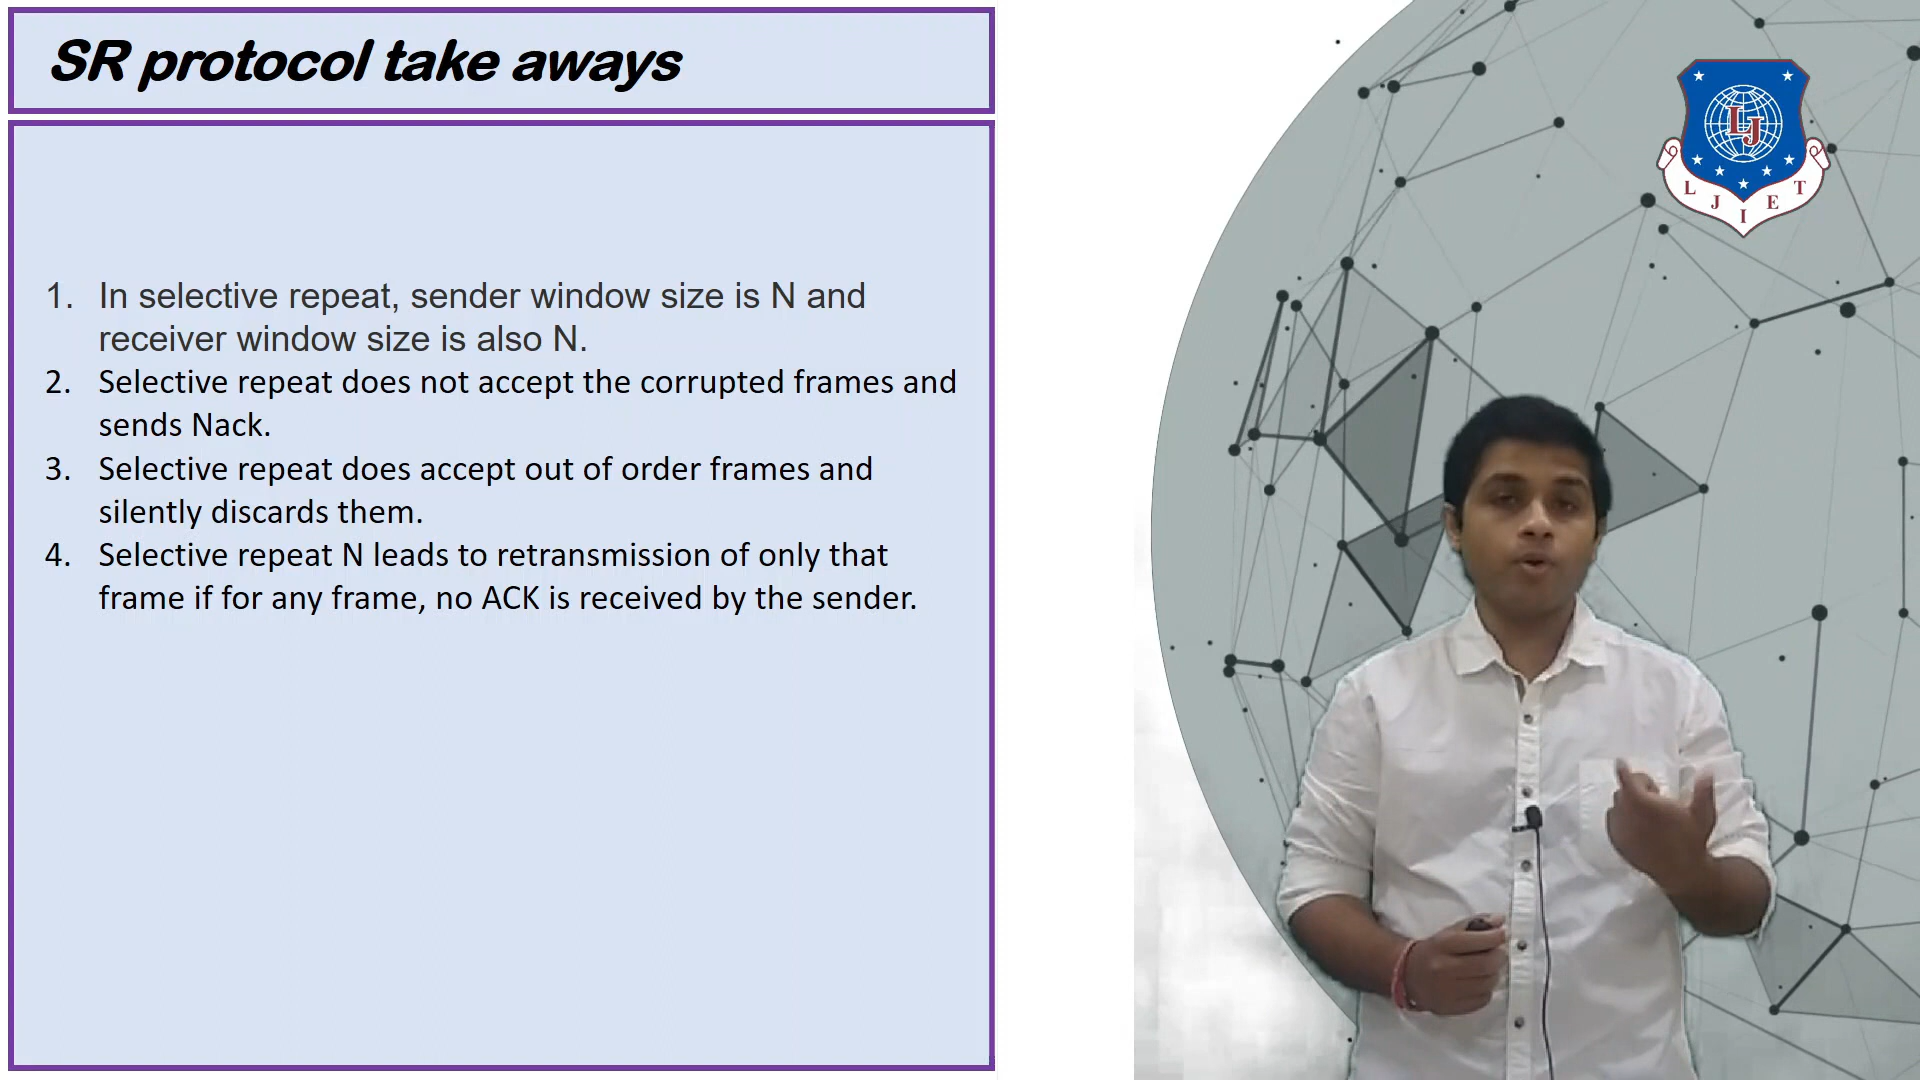 SR protocol take aways
1. In selective repeat, sender window size is N and
receiver window size is also N.
2. Selective repeat does not accept the corrupted frames and
sends Nack.
3. Selective repeat does accept out of order frames and
silently discards them.
4. Selective repeat N leads to retransmission of only that
frame if for any frame, no ACK is received by the sender.
LJ
L J I E T